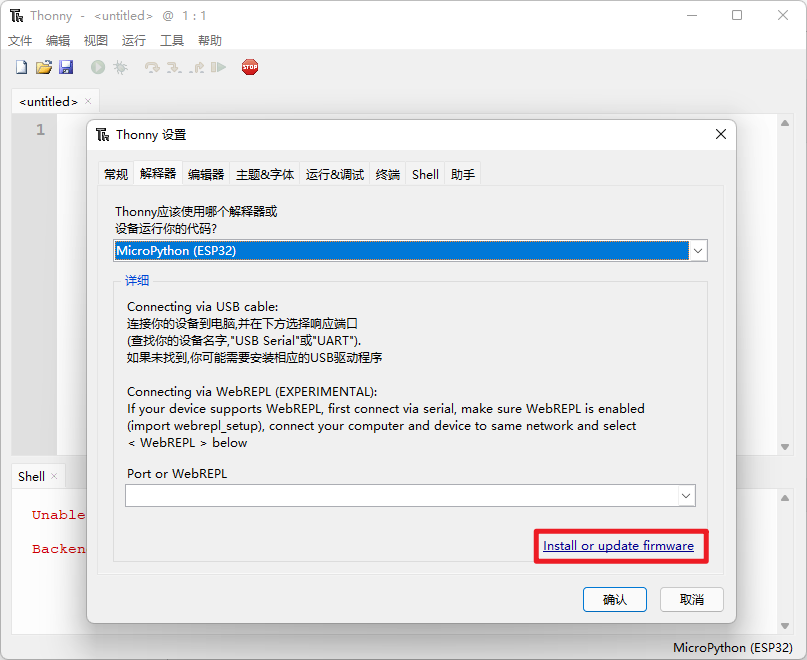 Thonny - <untitled> @ 1 : 1
文件 编辑 视图 运行 工具 帮助
STOP
<untitled> ×
1
Thonny 设置
常规 解释器 编辑器 主题&字体 运行&调试 终端 Shell 助手
Thonny应该使用哪个解释器或
设备运行你的代码?
MicroPython (ESP32)
详细
Connecting via USB cable:
连接你的设备到电脑,并在下方选择响应端口
(查找你的设备名字,"USB Serial"或"UART").
如果未找到,你可能需要安装相应的USB驱动程序
Connecting via WebREPL (EXPERIMENTAL):
If your device supports WebREPL, first connect via serial, make sure WebREPL is enabled
(import webrepl_setup), connect your computer and device to same network and select
< WebREPL > below
Port or WebREPL
Install or update firmware
确认 取消
Shell ×
Unable
Backen
MicroPython (ESP32)